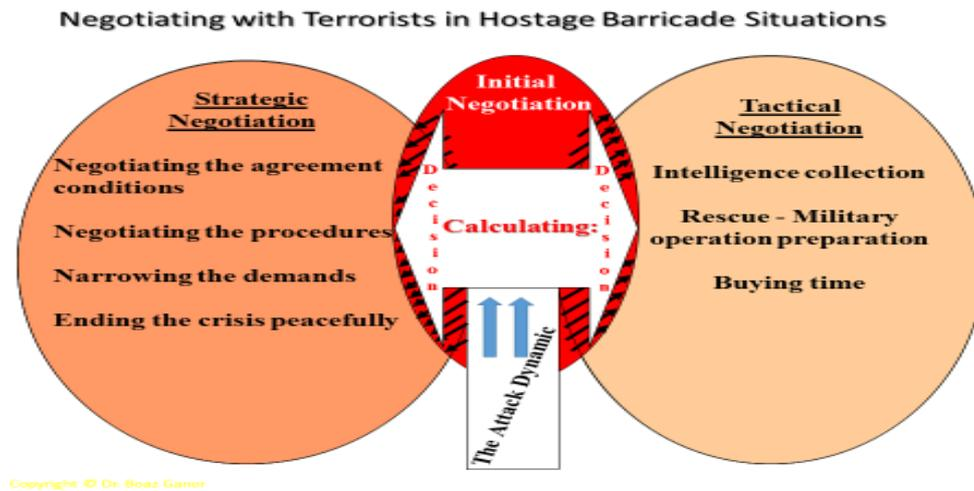 Negotiating with Terrorists in Hostage Barricade Situations
Strategic
Negotiation
Negotiating the agreement
conditions
Negotiating the procedures
Narrowing the demands
Ending the crisis peacefully
Initial
Negotiation
Decision
Calculating:
Decision
The Attack Dynamic
Tactical
Negotiation
Intelligence collection
Rescue - Military
operation preparation
Buying time
Copyright © Dr. Boaz Ganor